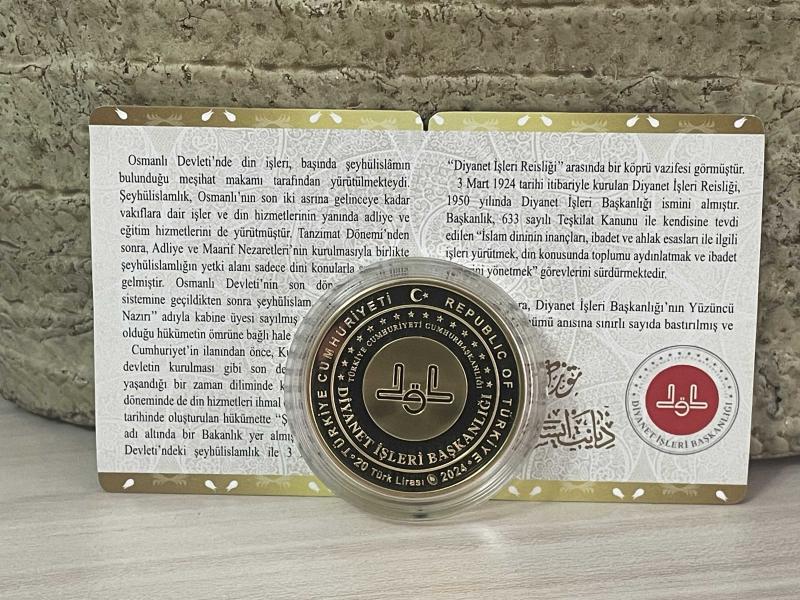 Osmanlı Devleti’nde din işleri, başında şeyhülislâmın
bulunduğu meşihat makamı tarafından yürütülmekteydi.
Şeyhülislamlık, Osmanlı’nın son iki asrına gelinceye kadar
vakıflara dair işler ve din hizmetlerinin yanında adliye ve
eğitim hizmetlerini de yürütmüştür. Tanzimat Dönemi’nden
sonra, Adliye ve Maarif Nezaretleri’nin kurulmasıyla birlikte
şeyhülislamlığın yetki alanı sadece dini konularla
gelmiştir. Osmanlı Devleti’nin son
sistemine geçildikten sonra
Nazırı” adıyla kabine üyesi sayılmış
olduğu hükümetin ömrüne bağlı hale
Cumhuriyet’in ilanından önce,
devletin kurulması gibi son
yaşandığı bir zaman diliminde
döneminde de din hizmetleri
tarihinde oluşturulan hükümette
adı altında bir Bakanlık yer
Devleti’ndeki şeyhülislamlık ile 3
“Diyanet İşleri Reisliği” arasında bir köprü vazifesi görmüştür.
3 Mart 1924 tarihi itibariyle kurulan Diyanet İşleri Reisliği,
1950 yılında Diyanet İşleri Başkanlığı ismini almıştır.
Başkanlık, 633 sayılı Teşkilat Kanunu ile kendisine tevdi
edilen “İslam dininin inançları, ibadet ve ahlak esasları ile ilgili
işleri yürütmek, din konusunda toplumu aydınlatmak ve ibadet
yönetmek” görevlerini sürdürmektedir.
Diyanet İşleri Başkanlığı’nın Yüzüncü
anısına sınırlı sayıda bastırılmış ve
DİYANET İŞLERİ BAŞKANLIĞI
TÜRKİYE CUMHURİYETİ REPUBLIC OF TÜRKİYE
TÜRKİYE CUMHURİYETİ CUMHURBAŞKANLIĞI
DİYANET İŞLERİ BAŞKANLIĞI
20 Türk Lirası 2024